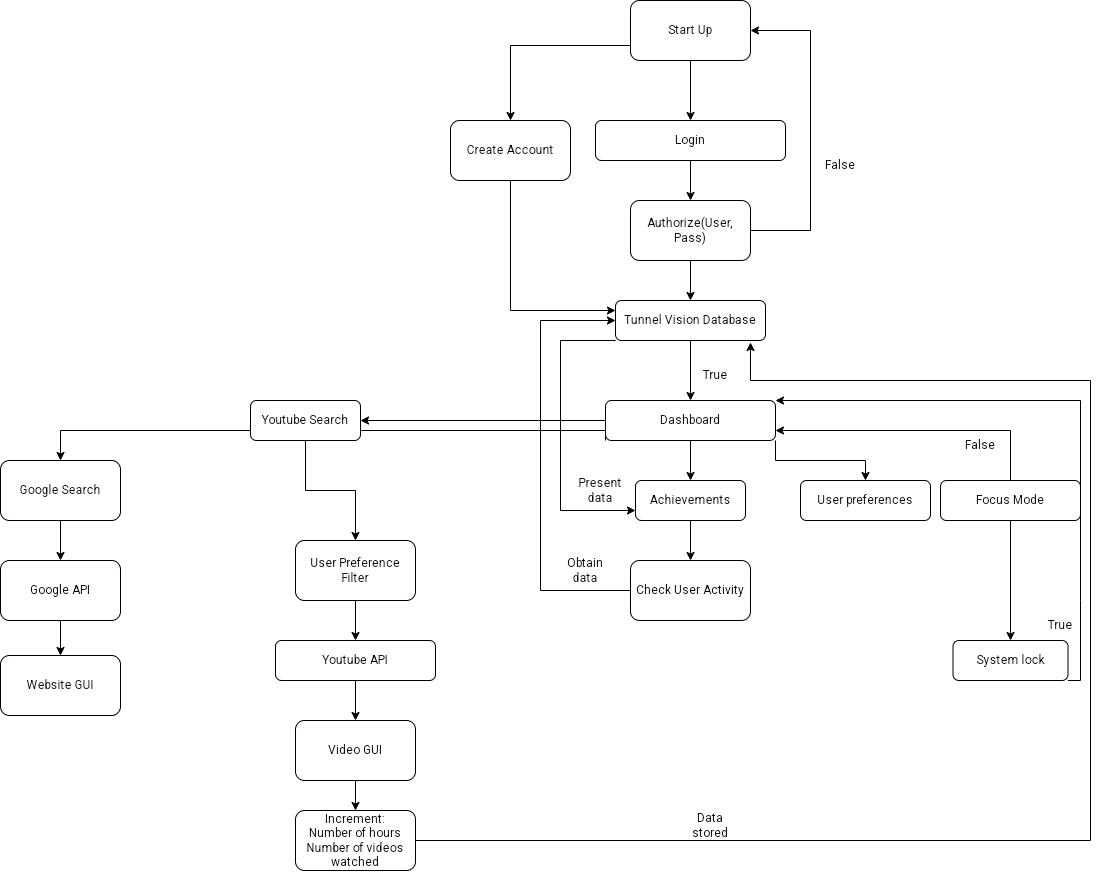 Start Up
Create Account
Login
False
Authorize(User,
Pass)
Tunnel Vision Database
True
Youtube Search
Dashboard
False
Google Search
Present
data
Achievements
User preferences
Focus Mode
User Preference
Filter
Obtain
data
Google API
Check User Activity
True
Youtube API
System lock
Website GUI
Video GUI
Increment:
Number of hours
Number of videos
watched
Data
stored